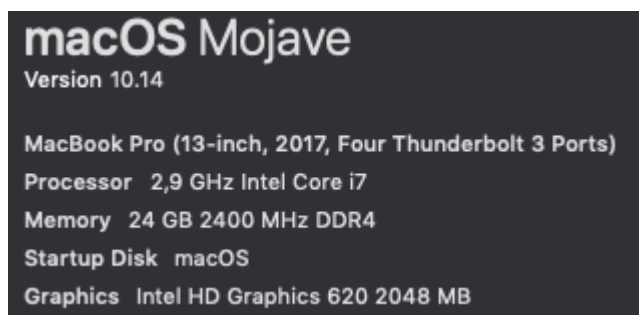 macOS Mojave
Version 10.14
MacBook Pro (13-inch, 2017, Four Thunderbolt 3 Ports)
Processor 2,9 GHz Intel Core i7
Memory 24 GB 2400 MHz DDR4
Startup Disk macOS
Graphics Intel HD Graphics 620 2048 MB